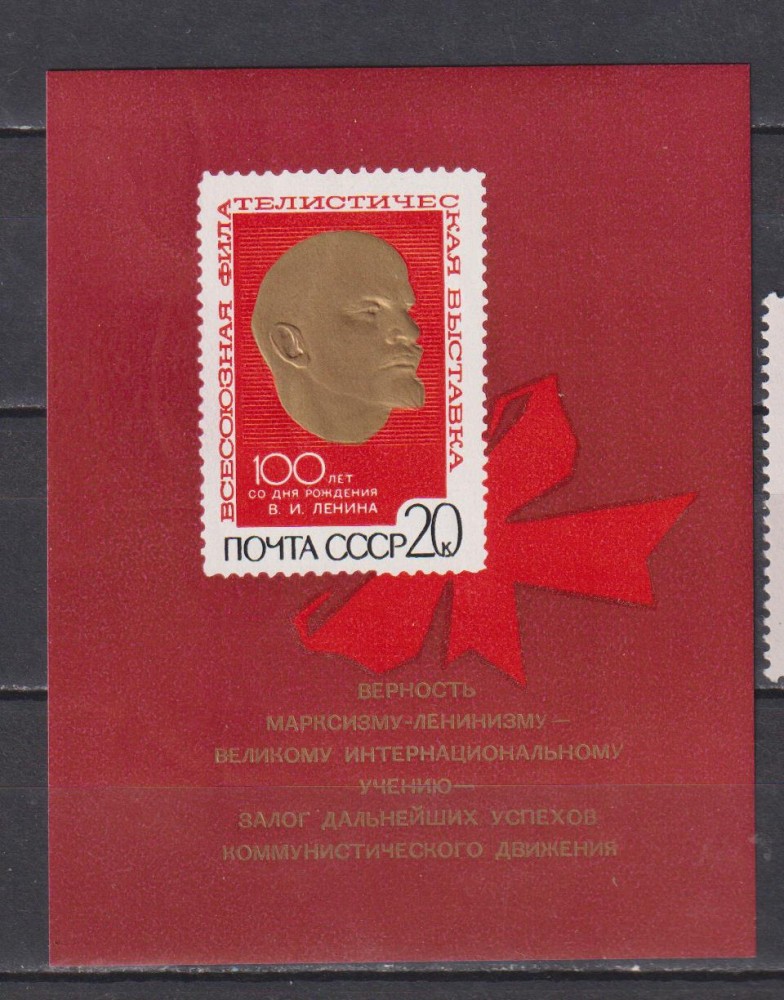 ВСЕСОЮЗНАЯ ФИЛАТЕЛИСТИЧЕСКАЯ ВЫСТАВКА
100 ЛЕТ
СО ДНЯ РОЖДЕНИЯ
В. И. ЛЕНИНА
ПОЧТА СССР 20 К
ВЕРНОСТЬ
МАРКСИЗМУ-ЛЕНИНИЗМУ —
ВЕЛИКОМУ ИНТЕРНАЦИОНАЛЬНОМУ
УЧЕНИЮ —
ЗАЛОГ ДАЛЬНЕЙШИХ УСПЕХОВ
КОММУНИСТИЧЕСКОГО ДВИЖЕНИЯ